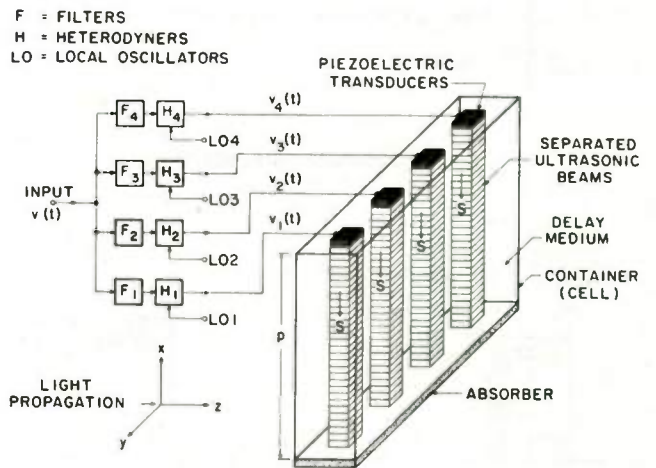 F = FILTERS
H = HETERODYNERS
LO = LOCAL OSCILLATORS
PIEZOELECTRIC
TRANSDUCERS
v4(t)
F4
H4
LO4
v3(t)
SEPARATED
ULTRASONIC
BEAMS
F3
H3
LO3
INPUT
v(t)
v2(t)
F2
H2
LO2
DELAY
MEDIUM
v1(t)
CONTAINER
(CELL)
F1
H1
LO1
S
S
S
S
p
x
LIGHT
PROPAGATION
z
y
ABSORBER